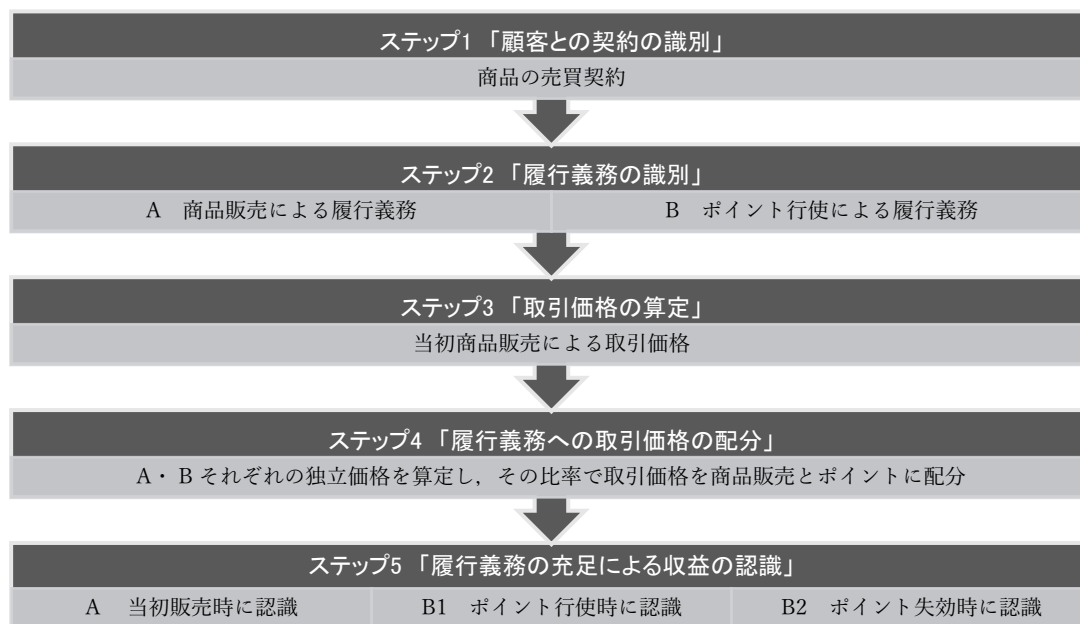 ステップ1 「顧客との契約の識別」
商品の売買契約
ステップ2 「履行義務の識別」
A　商品販売による履行義務
B　ポイント行使による履行義務
ステップ3 「取引価格の算定」
当初商品販売による取引価格
ステップ4 「履行義務への取引価格の配分」
A・B それぞれの独立価格を算定し，その比率で取引価格を商品販売とポイントに配分
ステップ5 「履行義務の充足による収益の認識」
A　当初販売時に認識
B1　ポイント行使時に認識
B2　ポイント失効時に認識